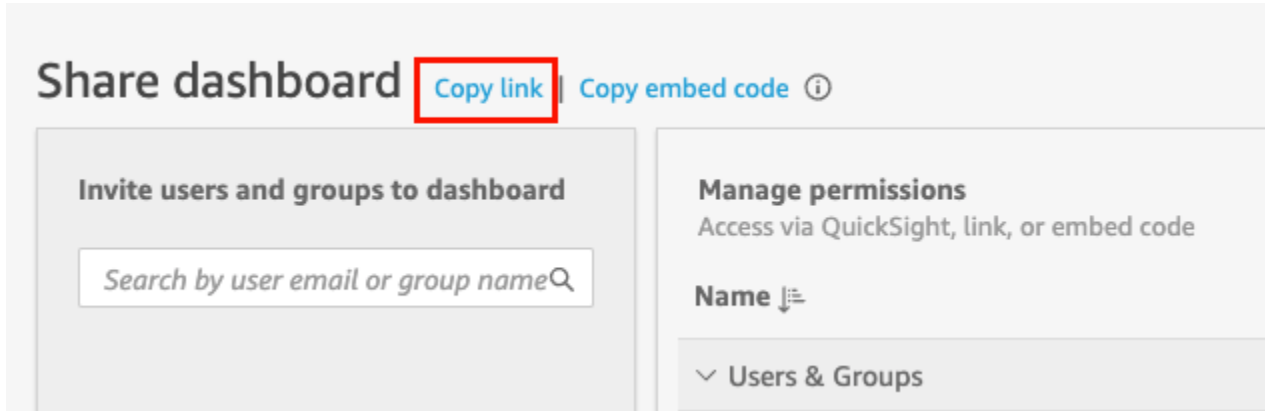 Share dashboard Copy link | Copy embed code
Invite users and groups to dashboard
Search by user email or group name
Manage permissions
Access via QuickSight, link, or embed code
Name
Users & Groups